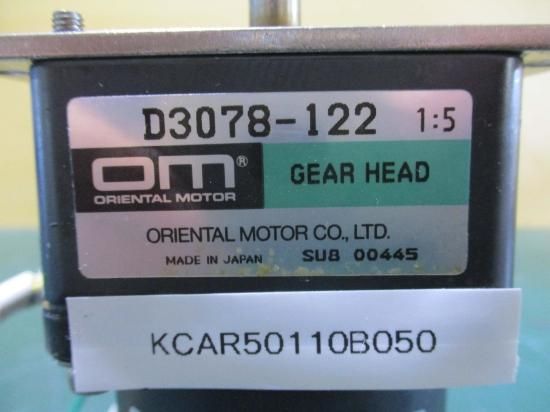 D3078-122 1:5
OM®
ORIENTAL MOTOR
GEAR HEAD
ORIENTAL MOTOR CO., LTD.
MADE IN JAPAN SU8 00445
KCAR50110B050